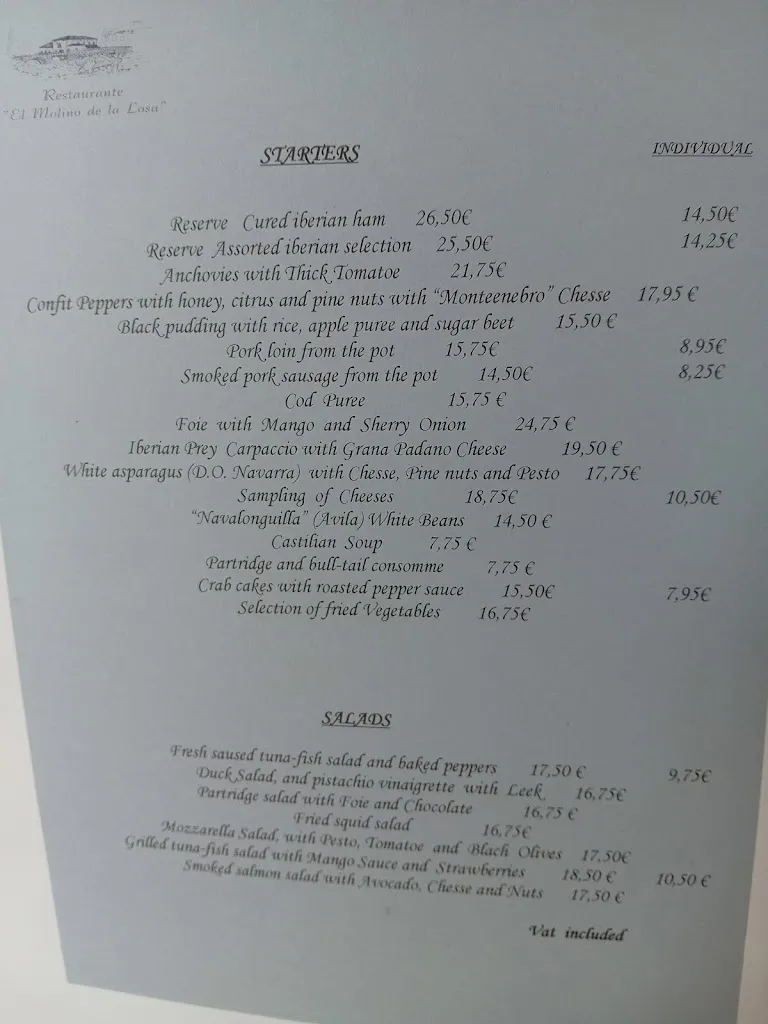 Restaurante
"El Molino de la Losa"
STARTERS INDIVIDUAL
Reserve Cured iberian ham 26,50€ 14,50€
Reserve Assorted iberian selection 25,50€ 14,25€
Anchovies with Thick Tomatoe 21,75€
Confit Peppers with honey, citrus and pine nuts with "Monteenebro" Chesse 17,95 €
Black pudding with rice, apple puree and sugar beet 15,50 €
Pork loin from the pot 15,75€ 8,95€
Smoked pork sausage from the pot 14,50€ 8,25€
Cod Puree 15,75 €
Foie with Mango and Sherry Onion 24,75 €
Iberian Prey Carpaccio with Grana Padano Cheese 19,50 €
White asparagus (D.O. Navarra) with Chesse, Pine nuts and Pesto 17,75€
Sampling of Cheeses 18,75€ 10,50€
"Navalonguilla" (Avila) White Beans 14,50 €
Castilian Soup 7,75 €
Partridge and bull-tail consomme 7,75 €
Crab cakes with roasted pepper sauce 15,50€ 7,95€
Selection of fried Vegetables 16,75€
SALADS
Fresh saused tuna-fish salad and baked peppers 17,50 € 9,75€
Duck Salad, and pistachio vinaigrette with Leek 16,75€
Partridge salad with Foie and Chocolate 16,75 €
Fried squid salad 16,75€
Mozzarella Salad, with Pesto, Tomatoe and Blach Olives 17,50€
Grilled tuna-fish salad with Mango Sauce and Strawberries 18,50 € 10,50 €
Smoked salmon salad with Avocado, Chesse and Nuts 17,50 €
Vat included